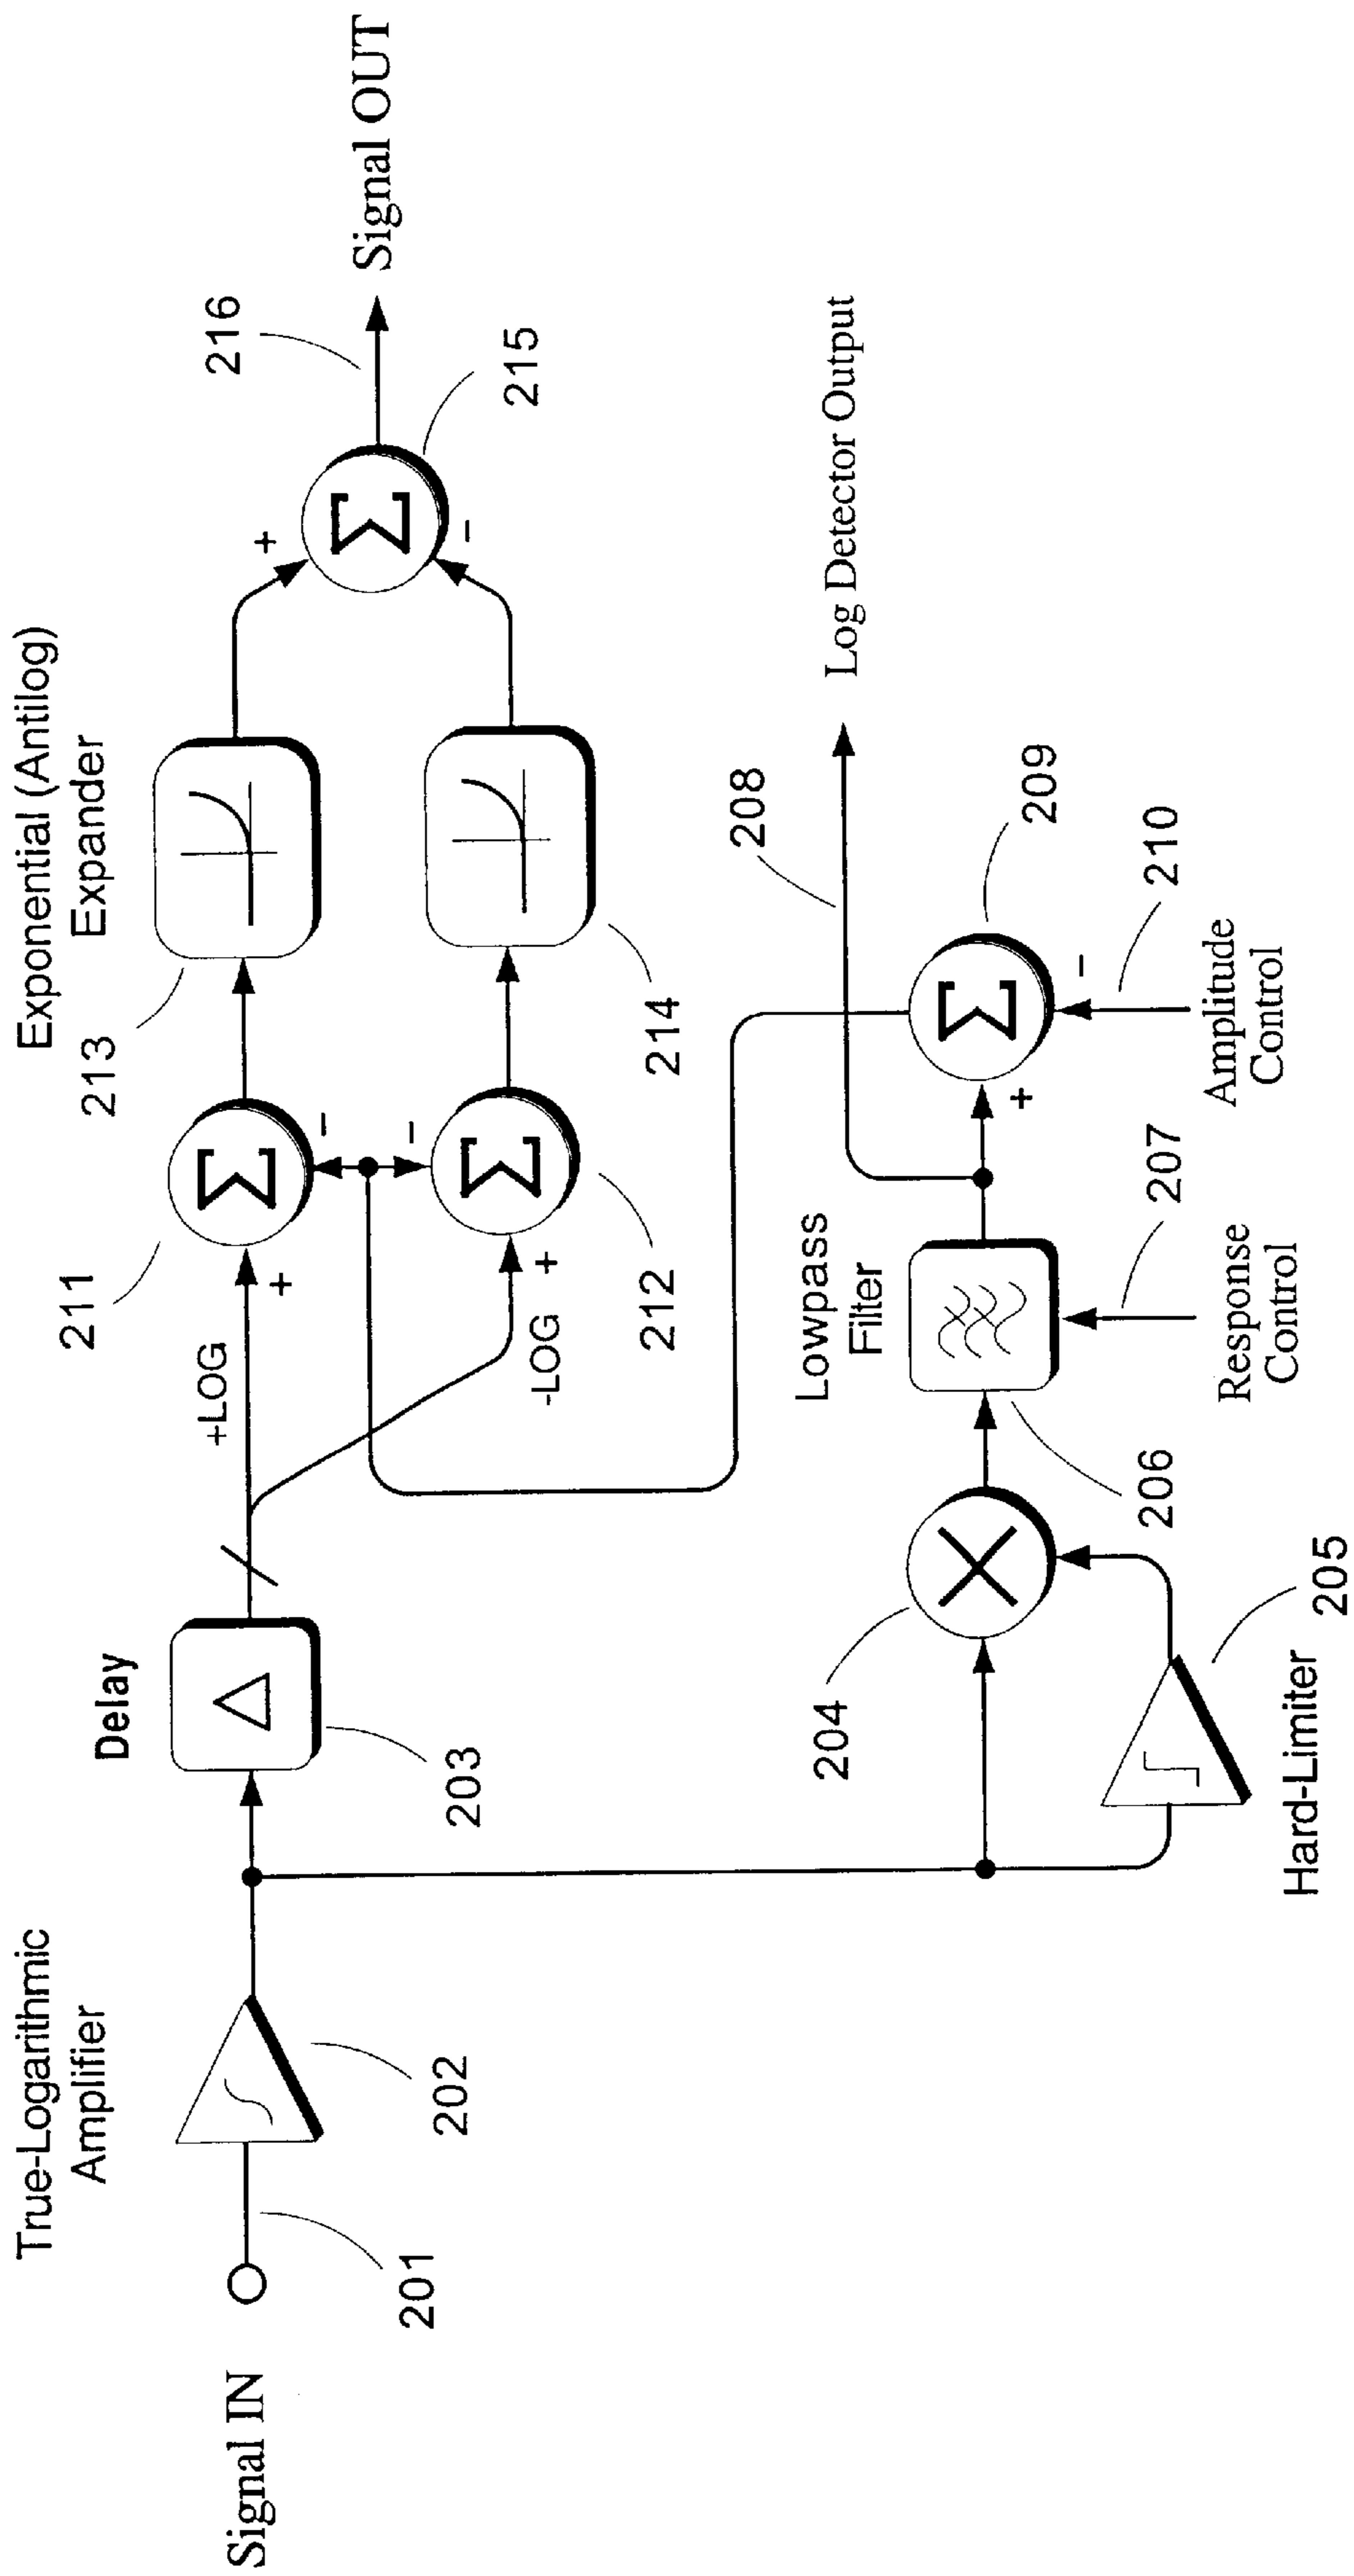 Signal IN
201
True-Logarithmic
Amplifier
202
Delay
203
+LOG
-LOG
211
+
-
212
+
-
Exponential (Antilog)
Expander
213
214
+
-
215
216
Signal OUT
204
Hard-Limiter
205
Lowpass
Filter
206
Response
Control
207
208
Log Detector Output
+
-
209
Amplitude
Control
210
Σ
Σ
Σ
Σ
Δ